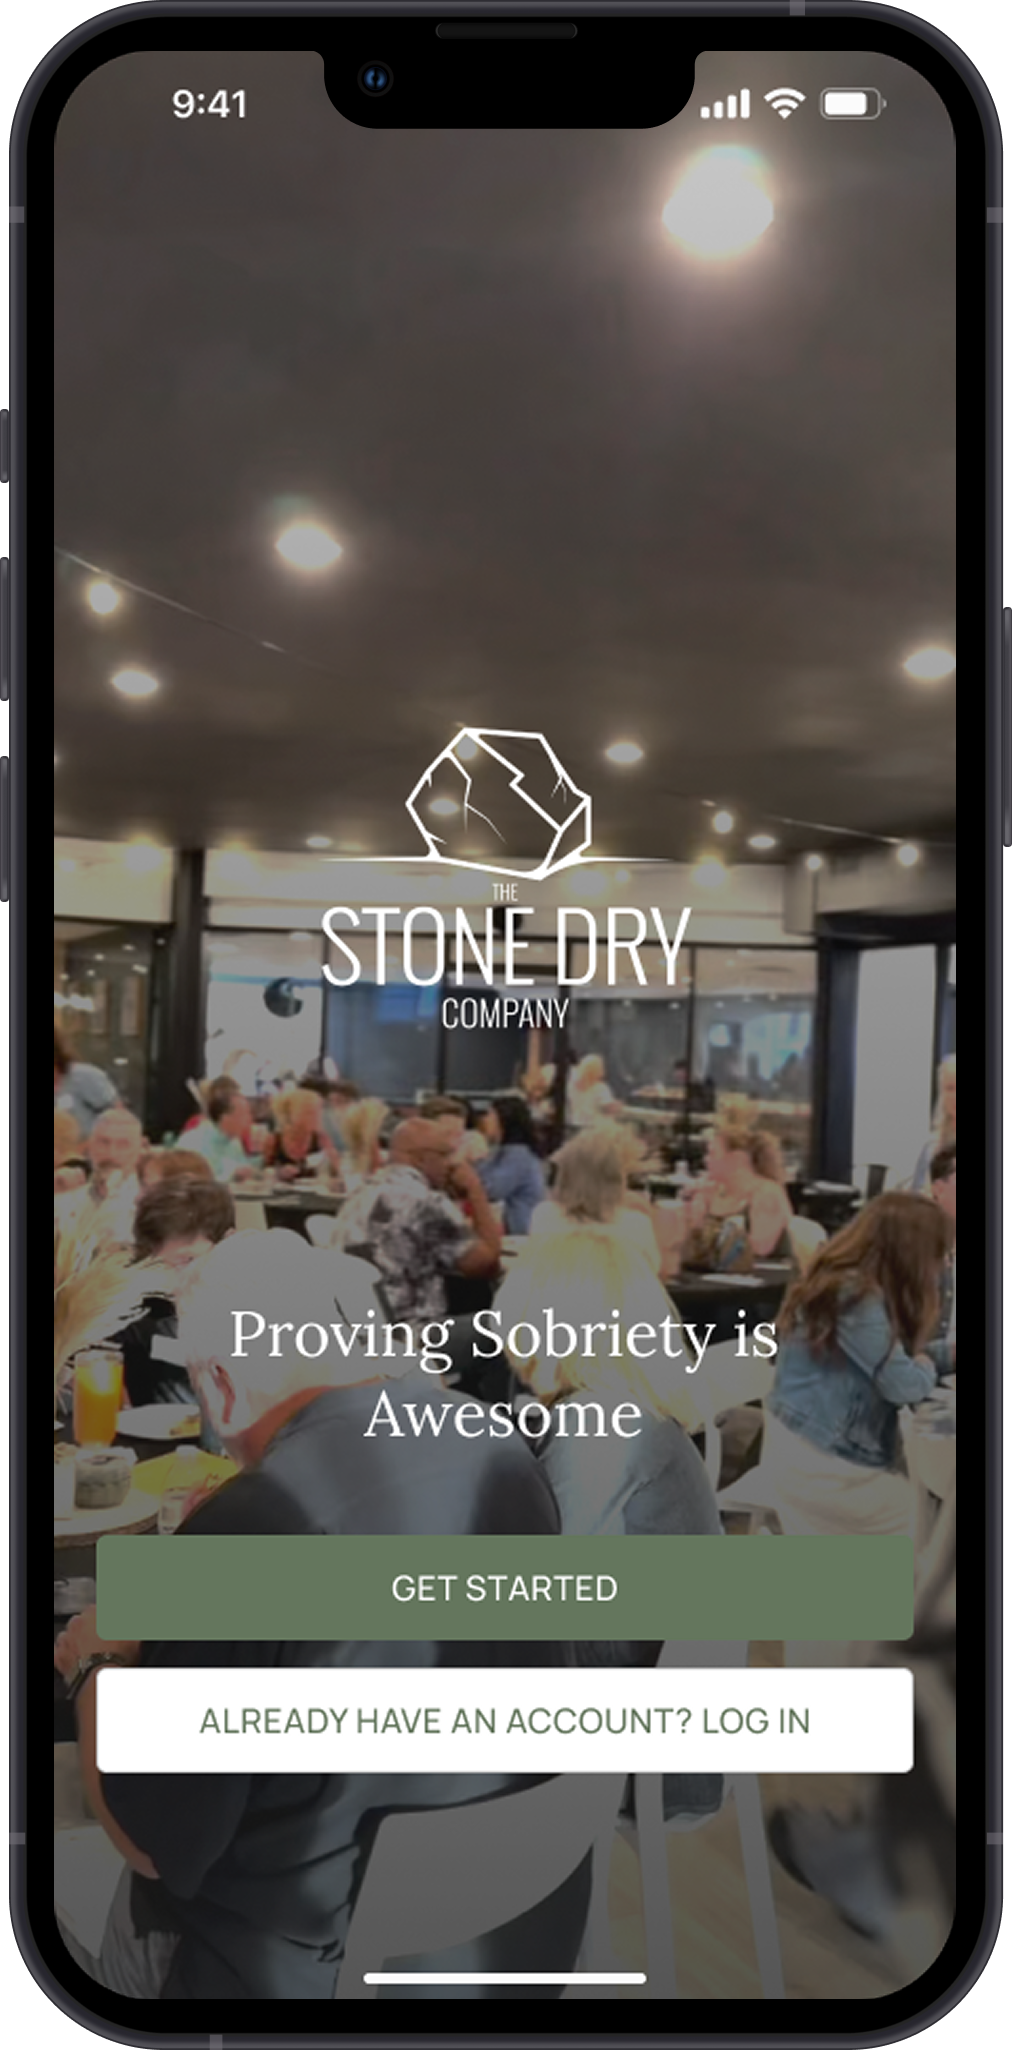 9:41
THE
STONE DRY
COMPANY
Proving Sobriety is
Awesome
GET STARTED
ALREADY HAVE AN ACCOUNT? LOG IN